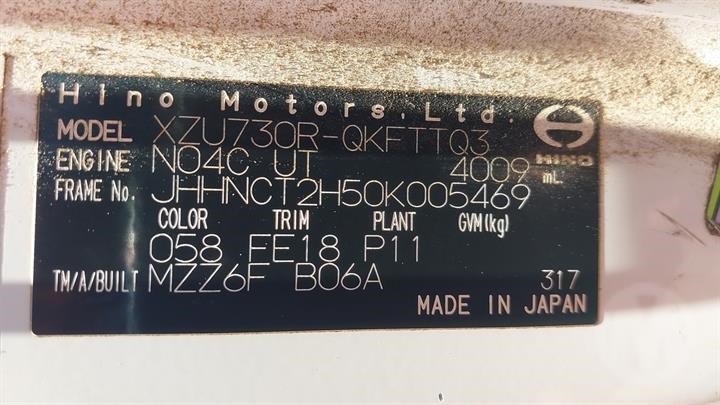 Hino Motors, Ltd.
MODEL XZU730R-QKFTTQ3
ENGINE N04C UT 4009 mL.
HINO
FRAME No. JHHNCT2H50K005469
COLOR TRIM PLANT GVM(kg)
058 FE18 P11
TM/A/BUILT MZZ6F B06A 317
MADE IN JAPAN